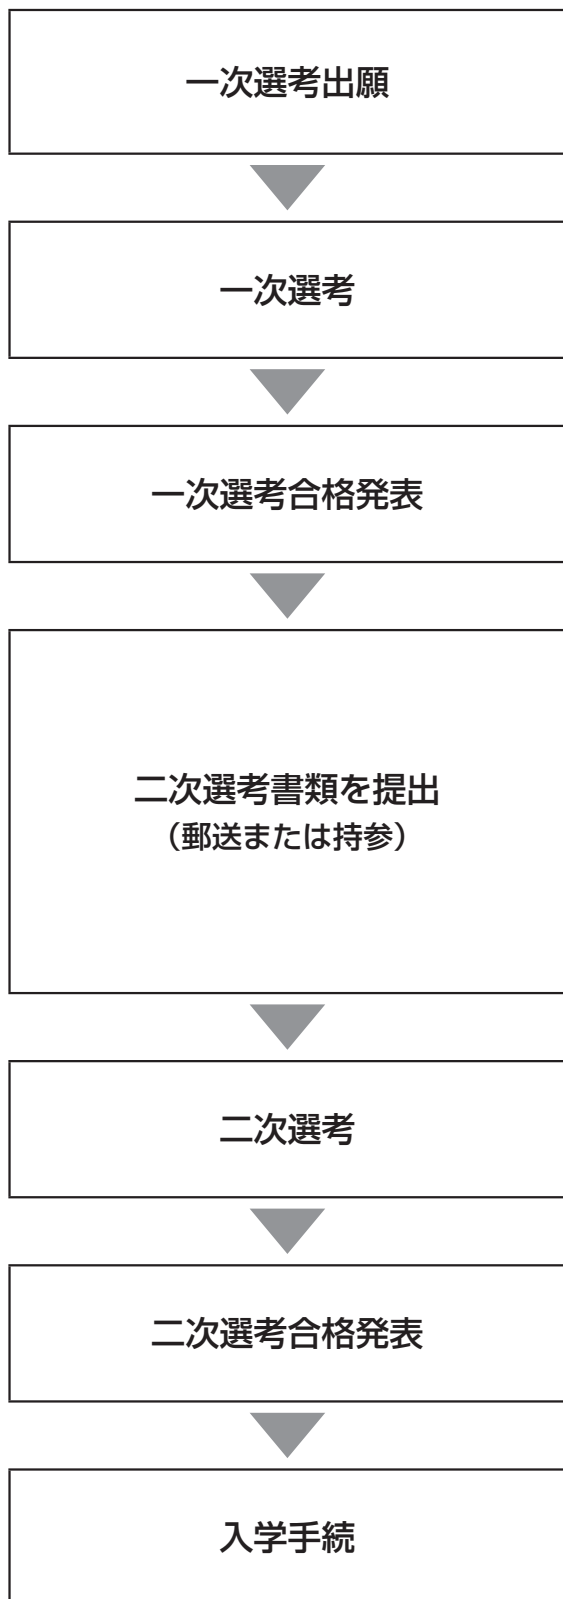 一次選考出願
一次選考
一次選考合格発表
二次選考書類を提出
（郵送または持参）
二次選考
二次選考合格発表
入学手続